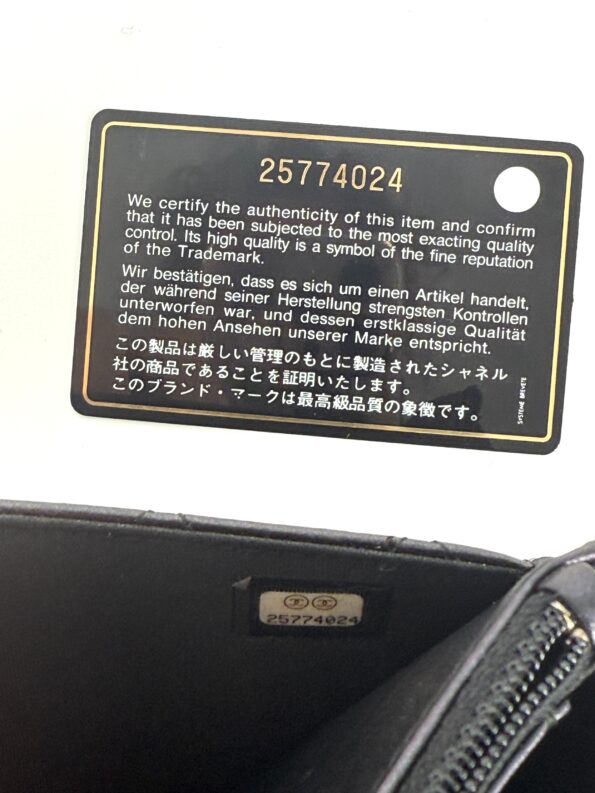 25774024
We certify the authenticity of this item and confirm
that it has been subjected to the most exacting quality
control. Its high quality is a symbol of the fine reputation
of the Trademark.
Wir bestätigen, dass es sich um einen Artikel handelt,
der während seiner Herstellung strengsten Kontrollen
unterworfen war, und dessen erstklassige Qualität
dem hohen Ansehen unserer Marke entspricht.
この製品は厳しい管理のもとに製造されたシャネル
社の商品であることを証明いたします。
このブランド・マークは最高級品質の象徴です。
SYSTEME BREVETE
25774024